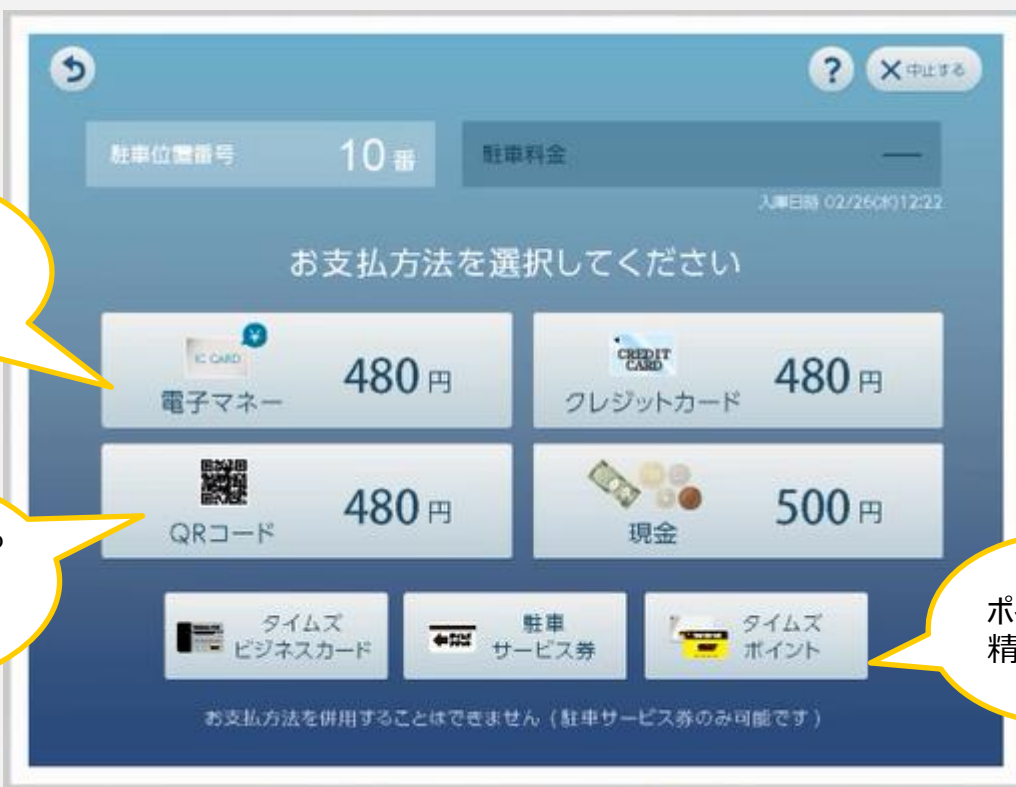 ? × 中止する
駐車位置番号 10番 駐車料金 —
入庫日時 02/26(水)12:22
お支払方法を選択してください
IC CARD ¥
電子マネー 480円
CREDIT
CARD
クレジットカード 480円
QRコード 480円
現金 500円
タイムズ
ビジネスカード
駐車
サービス券
タイムズ
ポイント
お支払方法を併用することはできません(駐車サービス券のみ可能です)
精